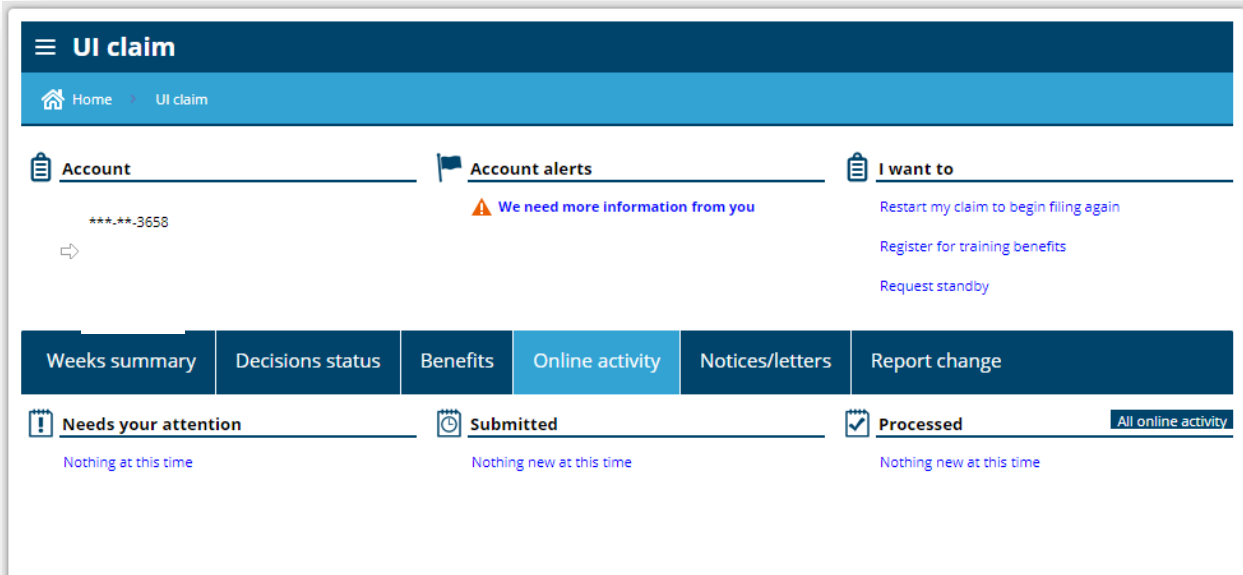 UI claim
Home
UI claim
Account
***-**-3658
Account alerts
We need more information from you
I want to
Restart my claim to begin filing again
Register for training benefits
Request standby
Weeks summary
Decisions status
Benefits
Online activity
Notices/letters
Report change
Needs your attention
Nothing at this time
Submitted
Nothing new at this time
Processed
All online activity
Nothing new at this time